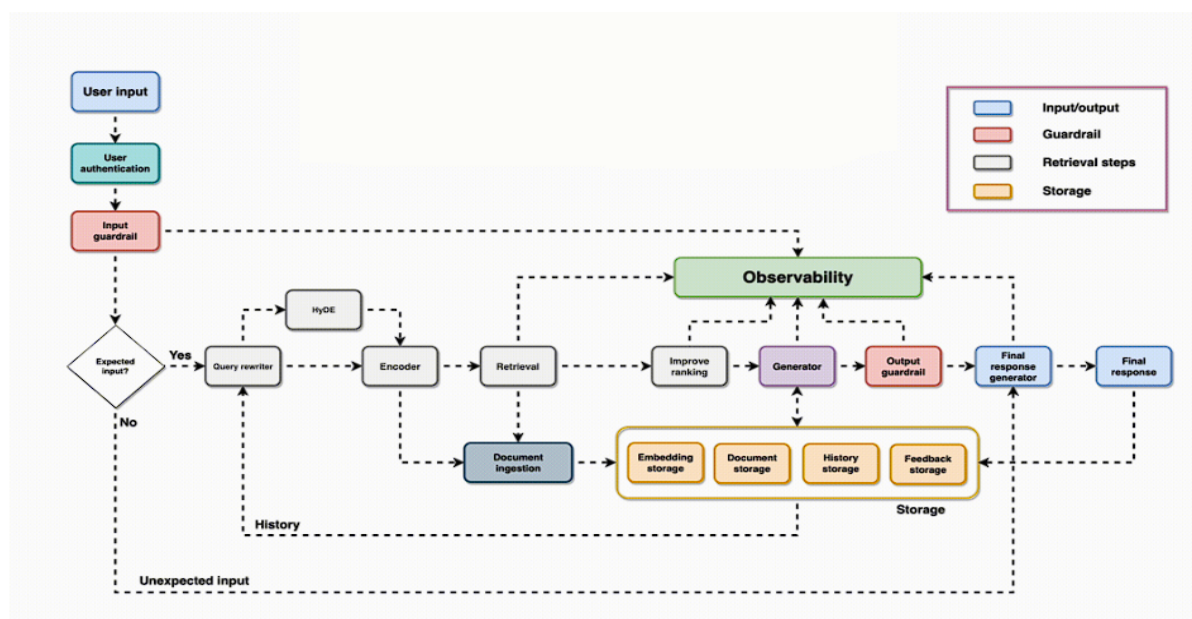 User input
User
authentication
Input
guardrail
Expected
input?
Yes
No
Query rewriter
HyDE
Encoder
Retrieval
Improve
ranking
Generator
Output
guardrail
Final
response
generator
Final
response
Observability
Document
ingestion
Embedding
storage
Document
storage
History
storage
Feedback
storage
Storage
History
Unexpected input
Input/output
Guardrail
Retrieval steps
Storage